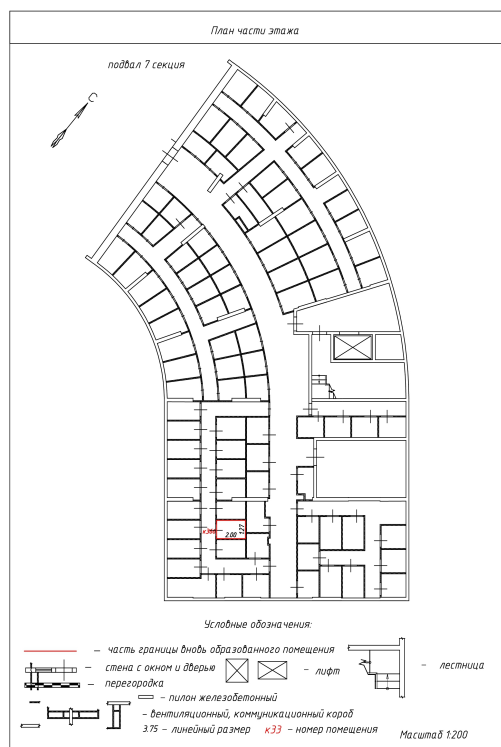 План части этажа
подвал 7 секция
С
2.00
1.27
Условные обозначения:
— часть границы вновь образованного помещения
— стена с окном и дверью
— лифт
— лестница
— перегородка
— пилон железобетонный
— вентиляционный, коммуникационный короб
3.75 — линейный размер
к33 — номер помещения
Масштаб 1:200